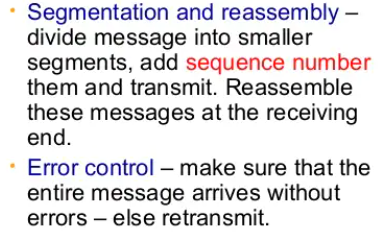 • Segmentation and reassembly –
divide message into smaller
segments, add sequence number
them and transmit. Reassemble
these messages at the receiving
end.
• Error control – make sure that the
entire message arrives without
errors – else retransmit.